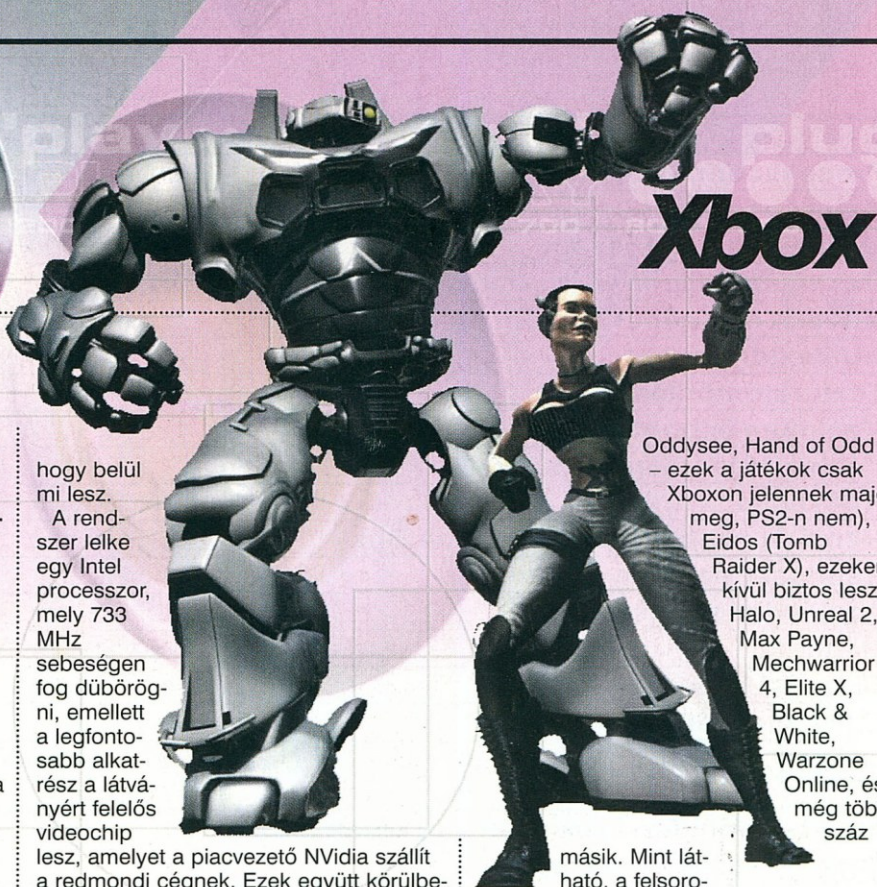 play
plug
Xbox
hogy belül
mi lesz.
A rend-
szer lelke
egy Intel
processzor,
mely 733
MHz
sebeségen
fog dübörög-
ni, emellett
a legfonto-
sabb alkat-
rész a látvá-
nyért felelős
videochip
lesz, amelyet a piacvezető NVidia szállít
a redmondi cégnek. Ezek együtt körülbe-
a
Oddysee, Hand of Odd
– ezek a játékok csak
Xboxon jelennek majd
meg, PS2-n nem),
Eidos (Tomb
Raider X), ezeken
kívül biztos lesz
Halo, Unreal 2,
Max Payne,
Mechwarrior
4, Elite X,
Black &
White,
Warzone
Online, és
még több
száz
másik. Mint lát-
ható, a felsoro-